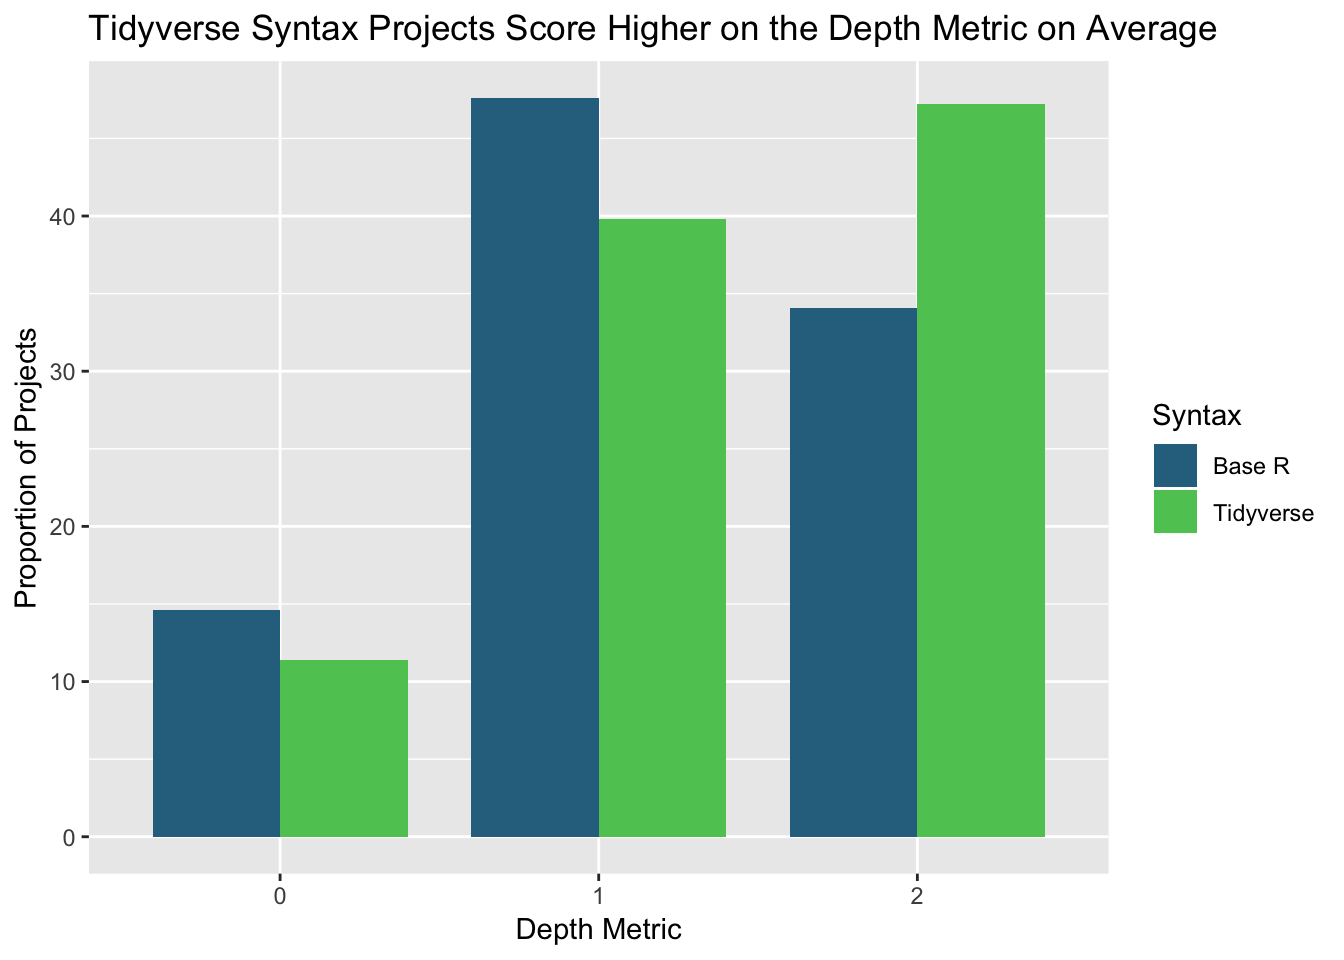 Tidyverse Syntax Projects Score Higher on the Depth Metric on Average
Proportion of Projects
40
30
20
10
0
0 1 2
Depth Metric
Syntax
Base R
Tidyverse